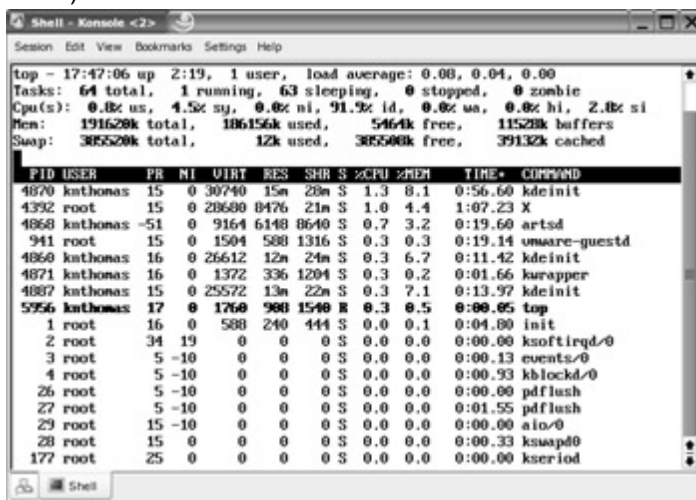 Shell - Konsole <2>
Session Edit View Bookmarks Settings Help
top - 17:47:06 up 2:19, 1 user, load average: 0.08, 0.04, 0.00
Tasks: 64 total, 1 running, 63 sleeping, 0 stopped, 0 zombie
Cpu(s): 0.8% us, 4.5% sy, 0.0% ni, 91.9% id, 0.0% wa, 0.0% hi, 2.8% si
Mem: 191620k total, 186156k used, 5464k free, 11528k buffers
Swap: 385520k total, 12k used, 385508k free, 39132k cached
PID USER PR NI VIRT RES SHR S %CPU %MEM TIME+ COMMAND
4870 knthomas 15 0 30740 15m 28m S 1.3 8.1 0:56.60 kdeinit
4392 root 15 0 28680 8476 21m S 1.0 4.4 1:07.23 X
4868 knthomas -51 0 9164 6148 8640 S 0.7 3.2 0:19.60 artsd
941 root 15 0 1504 588 1316 S 0.3 0.3 0:19.14 vmware-guestd
4860 knthomas 16 0 26612 12m 24m S 0.3 6.7 0:11.42 kdeinit
4871 knthomas 16 0 1372 336 1204 S 0.3 0.2 0:01.66 kwrapper
4887 knthomas 15 0 25572 13m 22m S 0.3 7.1 0:13.97 kdeinit
5956 knthomas 17 0 1760 908 1540 R 0.3 0.5 0:00.05 top
1 root 16 0 588 240 444 S 0.0 0.1 0:04.80 init
2 root 34 19 0 0 0 S 0.0 0.0 0:00.00 ksoftirqd/0
3 root 5 -10 0 0 0 S 0.0 0.0 0:00.13 events/0
4 root 5 -10 0 0 0 S 0.0 0.0 0:00.93 kblockd/0
26 root 5 -10 0 0 0 S 0.0 0.0 0:00.00 pdflush
27 root 5 -10 0 0 0 S 0.0 0.0 0:01.55 pdflush
29 root 15 -10 0 0 0 S 0.0 0.0 0:00.00 aio/0
28 root 15 0 0 0 0 S 0.0 0.0 0:00.33 kswapd0
177 root 25 0 0 0 0 S 0.0 0.0 0:00.00 kseriod
Shell